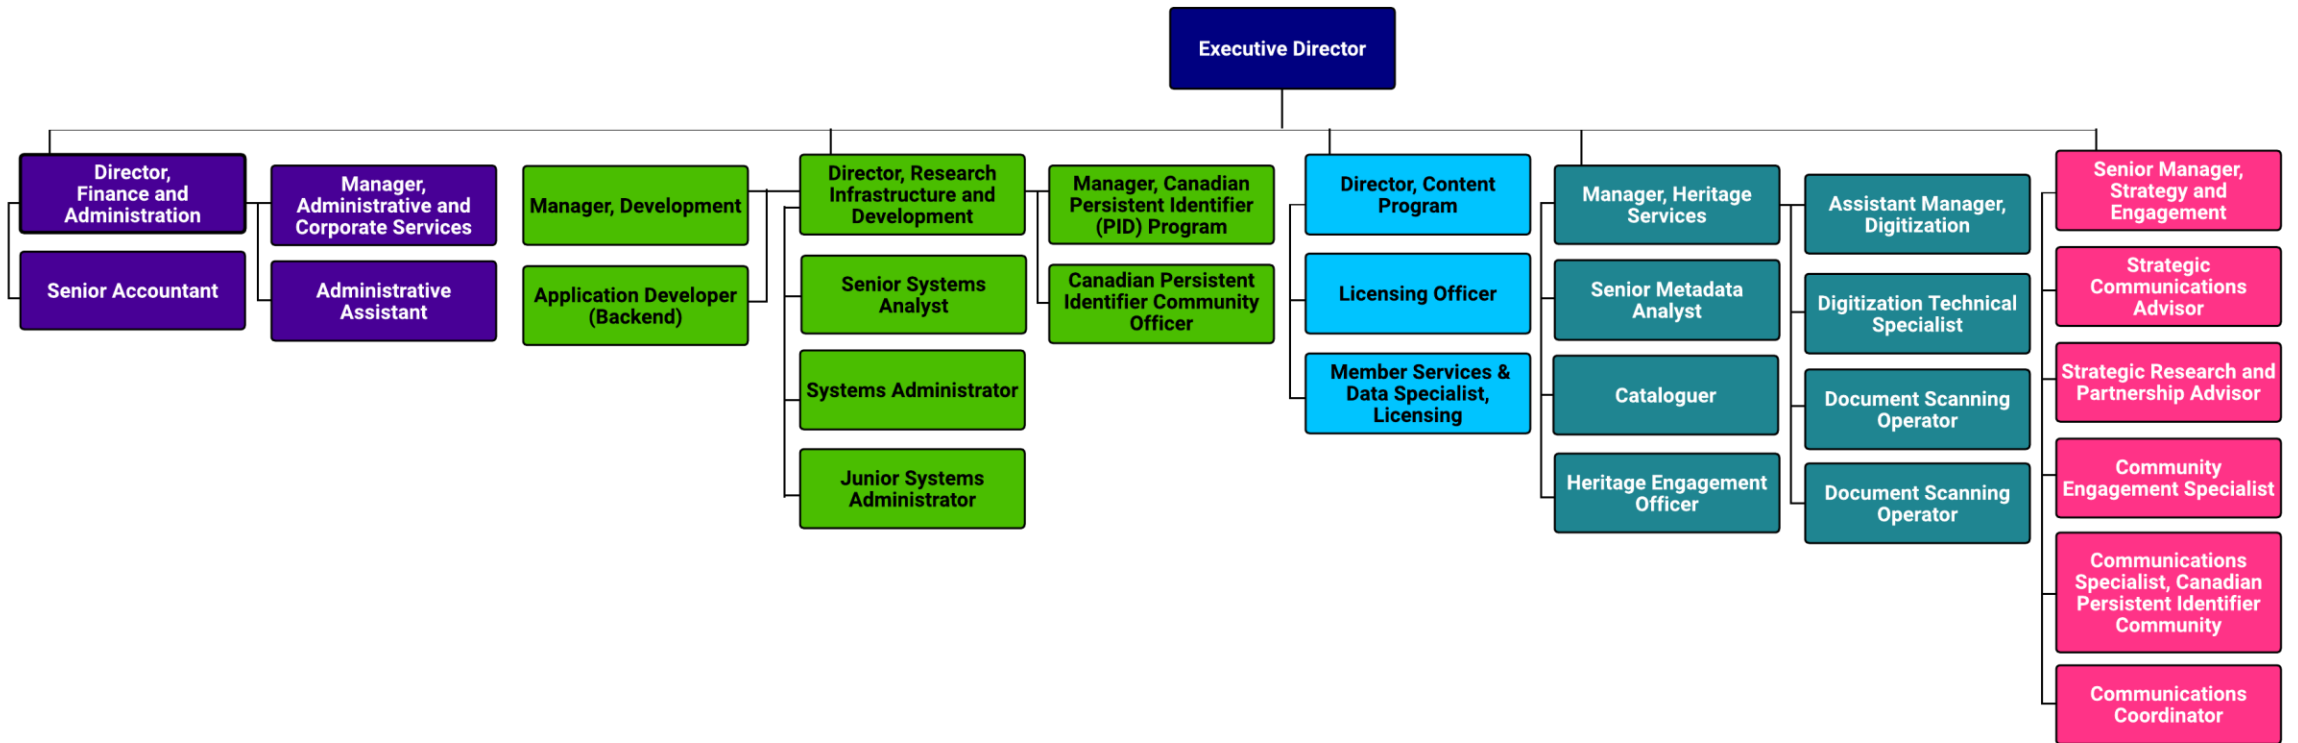 Executive Director
Director,
Finance and
Administration
Senior Accountant
Manager,
Administrative and
Corporate Services
Administrative
Assistant
Manager, Development
Application Developer
(Backend)
Director, Research
Infrastructure and
Development
Senior Systems
Analyst
Systems Administrator
Junior Systems
Administrator
Manager, Canadian
Persistent Identifier
(PID) Program
Canadian Persistent
Identifier Community
Officer
Director, Content
Program
Licensing Officer
Member Services &
Data Specialist,
Licensing
Manager, Heritage
Services
Senior Metadata
Analyst
Cataloguer
Heritage Engagement
Officer
Assistant Manager,
Digitization
Digitization Technical
Specialist
Document Scanning
Operator
Document Scanning
Operator
Senior Manager,
Strategy and
Engagement
Strategic
Communications
Advisor
Strategic Research and
Partnership Advisor
Community
Engagement Specialist
Communications
Specialist, Canadian
Persistent Identifier
Community
Communications
Coordinator